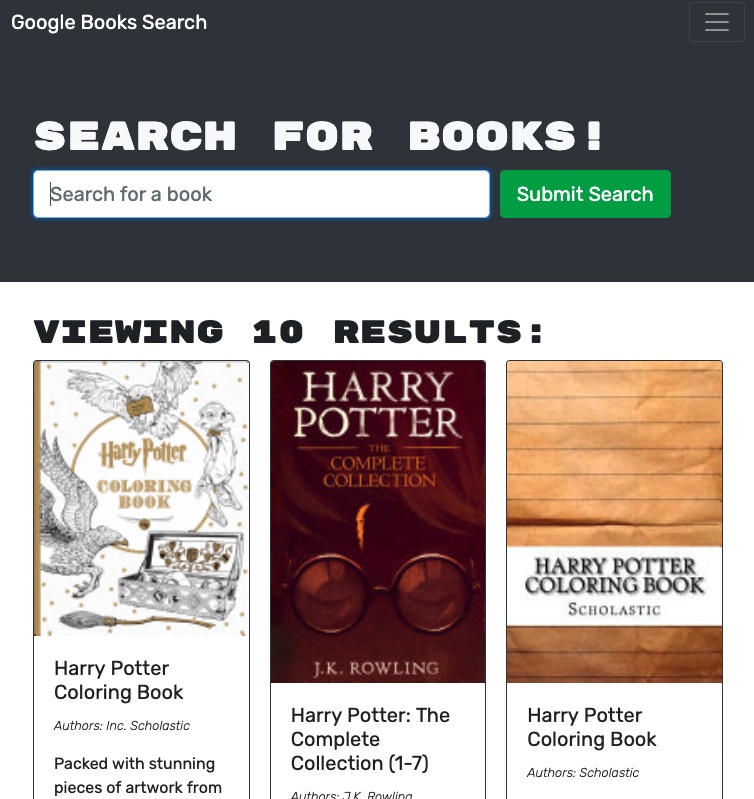 Google Books Search
SEARCH FOR BOOKS!
Search for a book
Submit Search
VIEWING 10 RESULTS:
Harry Potter
COLORING
BOOK
HARRY
POTTER
THE
COMPLETE
COLLECTION
J.K. ROWLING
HARRY POTTER
COLORING BOOK
SCHOLASTIC
Harry Potter
Coloring Book
Authors: Inc. Scholastic
Packed with stunning
pieces of artwork from
Harry Potter: The
Complete
Collection (1-7)
Authors: J.K. Rowling
Harry Potter
Coloring Book
Authors: Scholastic